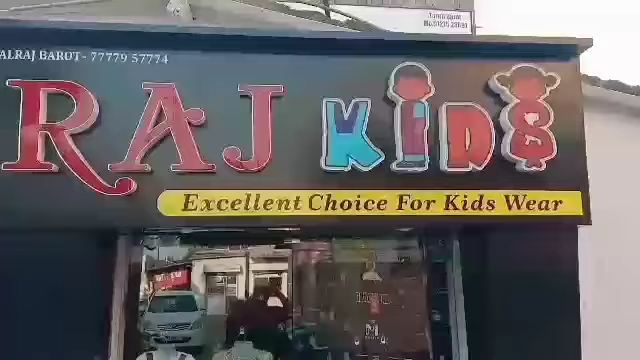 ALRAJ BAROT- 77779 57774
RAJ KIDS
Excellent Choice For Kids Wear